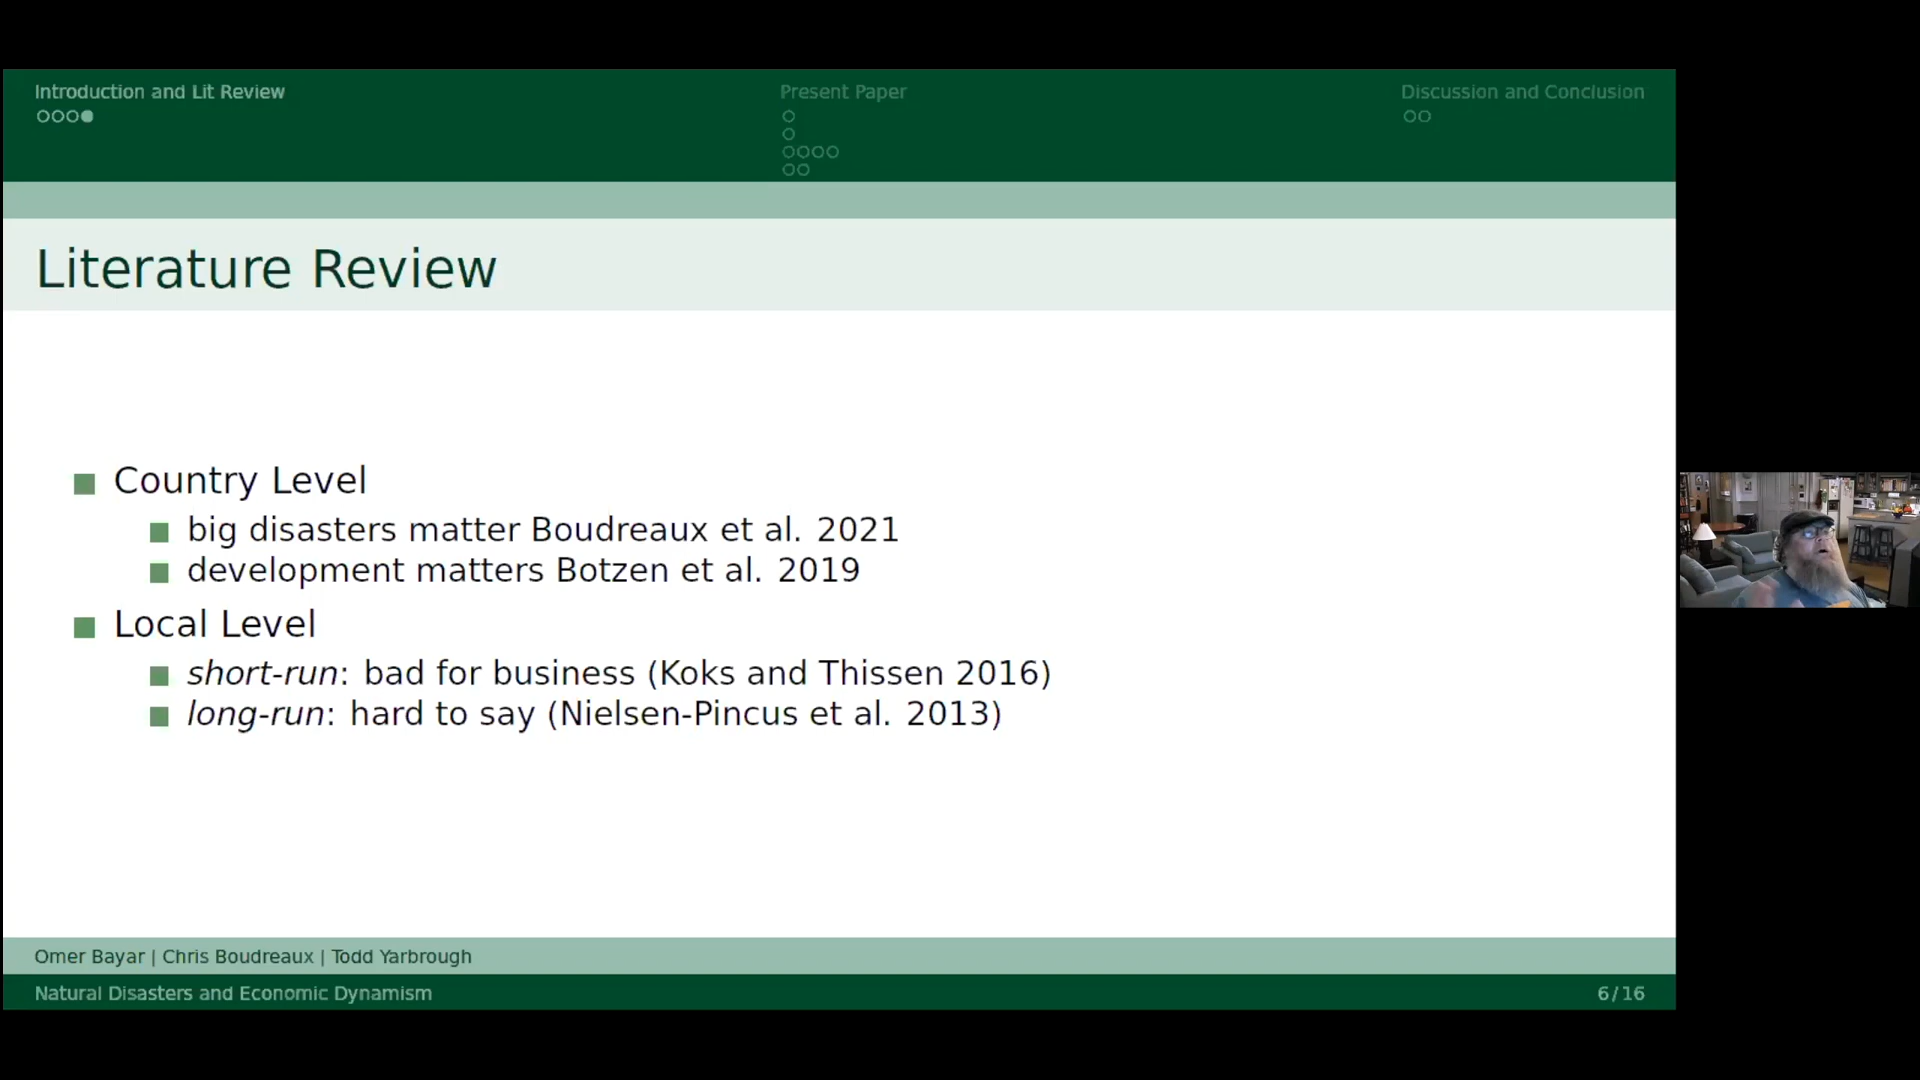 Introduction and Lit Review
Present Paper
Discussion and Conclusion
Literature Review
Country Level
big disasters matter Boudreaux et al. 2021
development matters Botzen et al. 2019
Local Level
short-run: bad for business (Koks and Thissen 2016)
long-run: hard to say (Nielsen-Pincus et al. 2013)
Omer Bayar | Chris Boudreaux | Todd Yarbrough
Natural Disasters and Economic Dynamism
6/16